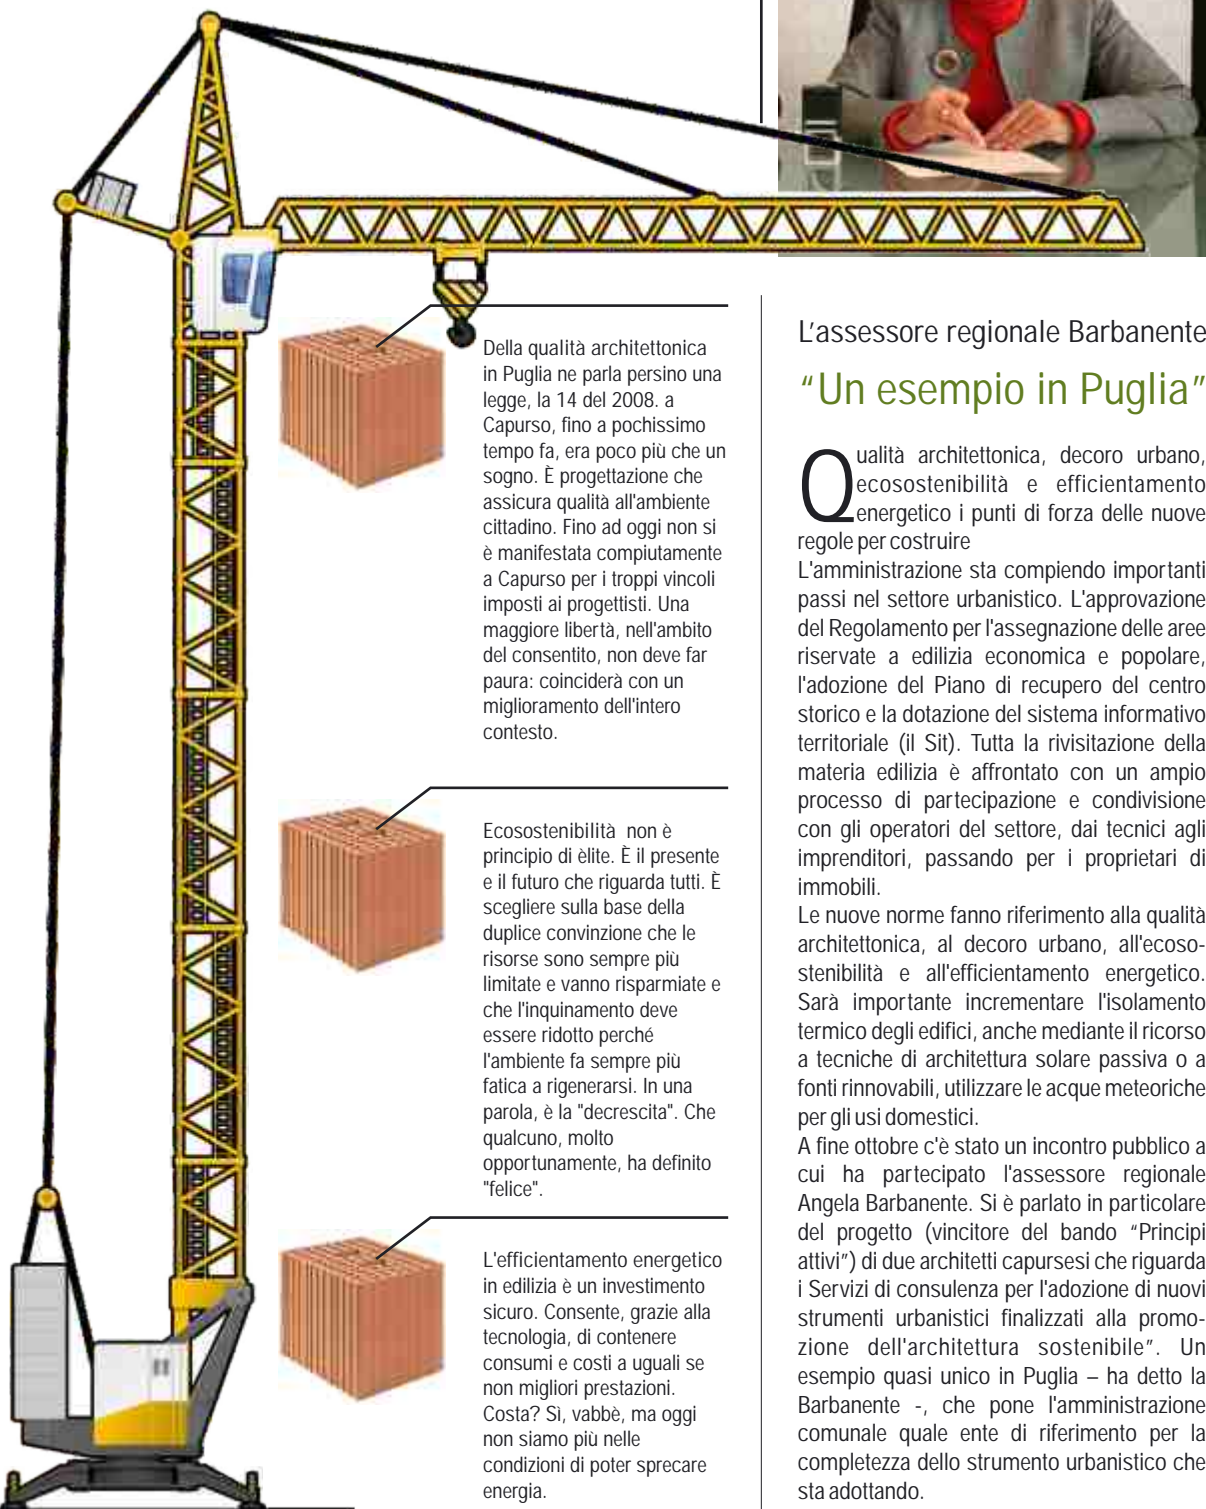 Della qualità architettonica
in Puglia ne parla persino una
legge, la 14 del 2008. a
Capurso, fino a pochissimo
tempo fa, era poco più che un
sogno. È progettazione che
assicura qualità all'ambiente
cittadino. Fino ad oggi non si
è manifestata compiutamente
a Capurso per i troppi vincoli
imposti ai progettisti. Una
maggiore libertà, nell'ambito
del consentito, non deve far
paura: coinciderà con un
miglioramento dell'intero
contesto.
Ecosostenibilità non è
principio di èlite. È il presente
e il futuro che riguarda tutti. È
scegliere sulla base della
duplice convinzione che le
risorse sono sempre più
limitate e vanno risparmiate e
che l'inquinamento deve
essere ridotto perché
l'ambiente fa sempre più
fatica a rigenerarsi. In una
parola, è la "decrescita". Che
qualcuno, molto
opportunamente, ha definito
"felice".
L'efficientamento energetico
in edilizia è un investimento
sicuro. Consente, grazie alla
tecnologia, di contenere
consumi e costi a uguali se
non migliori prestazioni.
Costa? Sì, vabbè, ma oggi
non siamo più nelle
condizioni di poter sprecare
energia.
L'assessore regionale Barbanente
“Un esempio in Puglia”
Qualità architettonica, decoro urbano,
ecosostenibilità e efficientamento
energetico i punti di forza delle nuove
regole per costruire
L'amministrazione sta compiendo importanti
passi nel settore urbanistico. L'approvazione
del Regolamento per l'assegnazione delle aree
riservate a edilizia economica e popolare,
l'adozione del Piano di recupero del centro
storico e la dotazione del sistema informativo
territoriale (il Sit). Tutta la rivisitazione della
materia edilizia è affrontato con un ampio
processo di partecipazione e condivisione
con gli operatori del settore, dai tecnici agli
imprenditori, passando per i proprietari di
immobili.
Le nuove norme fanno riferimento alla qualità
architettonica, al decoro urbano, all'ecoso-
stenibilità e all'efficientamento energetico.
Sarà importante incrementare l'isolamento
termico degli edifici, anche mediante il ricorso
a tecniche di architettura solare passiva o a
fonti rinnovabili, utilizzare le acque meteoriche
per gli usi domestici.
A fine ottobre c'è stato un incontro pubblico a
cui ha partecipato l'assessore regionale
Angela Barbanente. Si è parlato in particolare
del progetto (vincitore del bando “Principi
attivi”) di due architetti capursesi che riguarda
i Servizi di consulenza per l'adozione di nuovi
strumenti urbanistici finalizzati alla promo-
zione dell'architettura sostenibile”. Un
esempio quasi unico in Puglia – ha detto la
Barbanente -, che pone l'amministrazione
comunale quale ente di riferimento per la
completezza dello strumento urbanistico che
sta adottando.